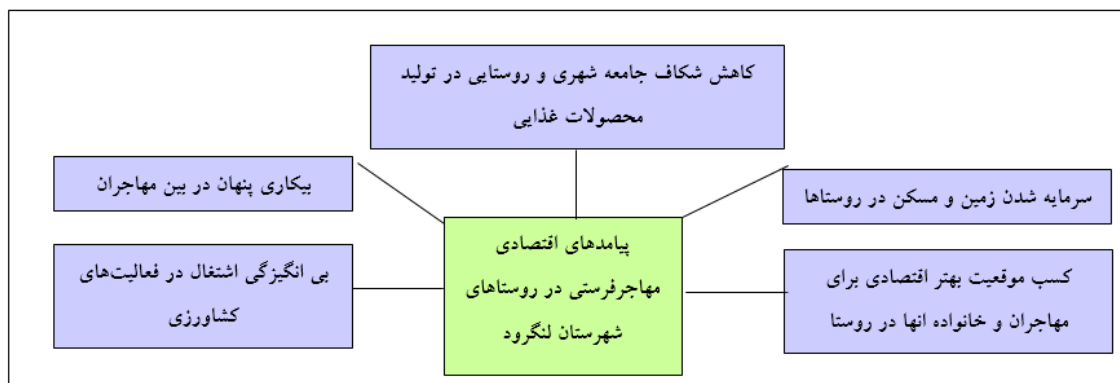 کاهش شکاف جامعه شهری و روستایی در تولید
محصولات غذایی
سرمایه شدن زمین و مسکن در روستاها
بیکاری پنهان در بین مهاجران
پیامدهای اقتصادی
مهاجرفرستی در روستاهای
شهرستان لنگرود
کسب موقعیت بهتر اقتصادی برای
مهاجران و خانواده انها در روستا
بی انگیزگی اشتغال در فعالیت‌های
کشاورزی